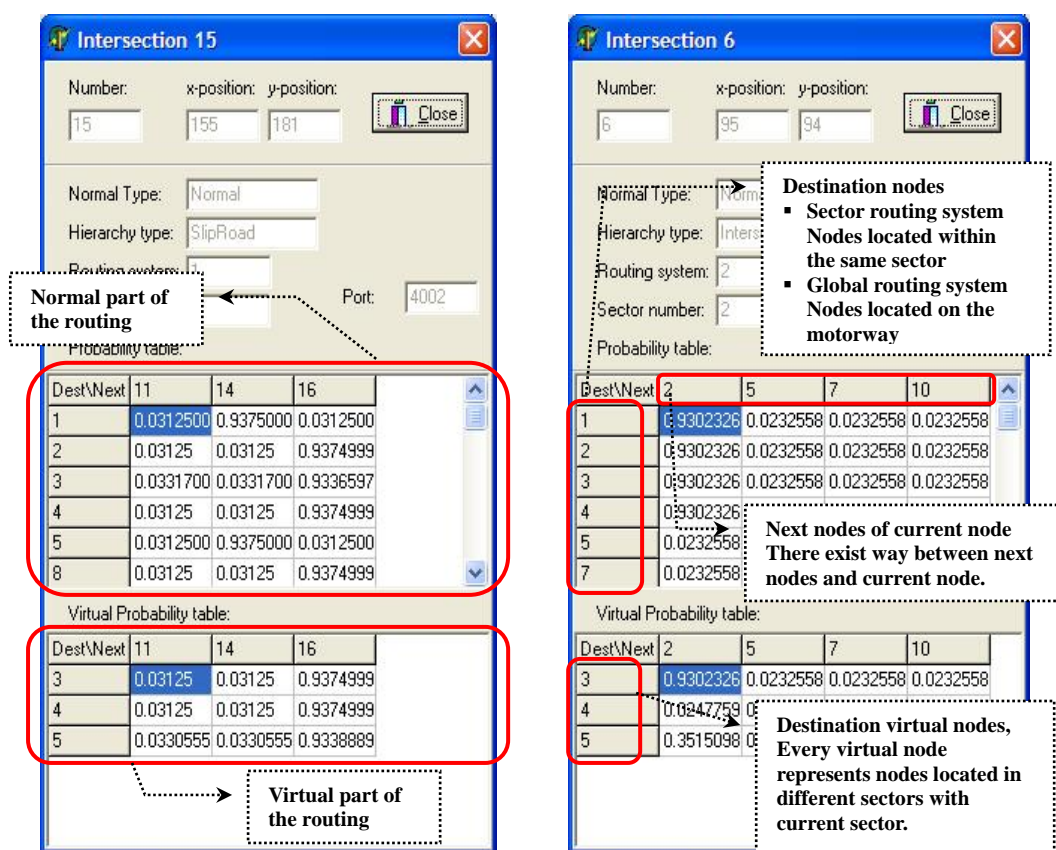 Intersection 15
Number: x-position: y-position:
15 155 181 Close
Normal Type: Normal
Hierarchy type: SlipRoad
Routing system: 1
Normal part of
the routing
Port: 4002
Probability table:
Dest\Next 11 14 16
1 0.0312500 0.9375000 0.0312500
2 0.03125 0.03125 0.9374999
3 0.0331700 0.0331700 0.9336597
4 0.03125 0.03125 0.9374999
5 0.0312500 0.9375000 0.0312500
8 0.03125 0.03125 0.9374999
Virtual Probability table:
Dest\Next 11 14 16
3 0.03125 0.03125 0.9374999
4 0.03125 0.03125 0.9374999
5 0.0330555 0.0330555 0.9338889
Virtual part of
the routing
Intersection 6
Number: x-position: y-position:
6 95 94 Close
Normal Type:
Hierarchy type:
Routing system: 2
Sector number: 2
Destination nodes
▪ Sector routing system
Nodes located within
the same sector
▪ Global routing system
Nodes located on the
motorway
Probability table:
Dest\Next 2 5 7 10
1 0.9302326 0.0232558 0.0232558 0.0232558
2 0.9302326 0.0232558 0.0232558 0.0232558
3 0.9302326 0.0232558 0.0232558 0.0232558
4 0.9302326
5 0.0232558
7 0.0232558
Next nodes of current node
There exist way between next
nodes and current node.
Virtual Probability table:
Dest\Next 2 5 7 10
3 0.9302326 0.0232558 0.0232558 0.0232558
4 0.0247759
5 0.3515098
Destination virtual nodes,
Every virtual node
represents nodes located in
different sectors with
current sector.